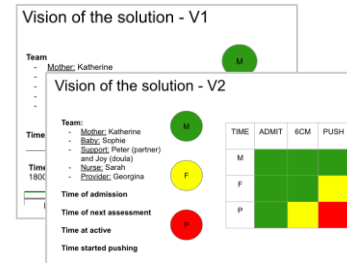 Vision of the solution - V1
Team
- Mother: Katherine
M
Time
Time
1800
Vision of the solution - V2
Team:
- Mother: Katherine
- Baby: Sophie
- Support: Peter (partner)
and Joy (doula)
- Nurse: Sarah
- Provider: Georgina
Time of admission
Time of next assessment
Time at active
Time started pushing
M
F
P
TIME ADMIT 6CM PUSH
M
F
P